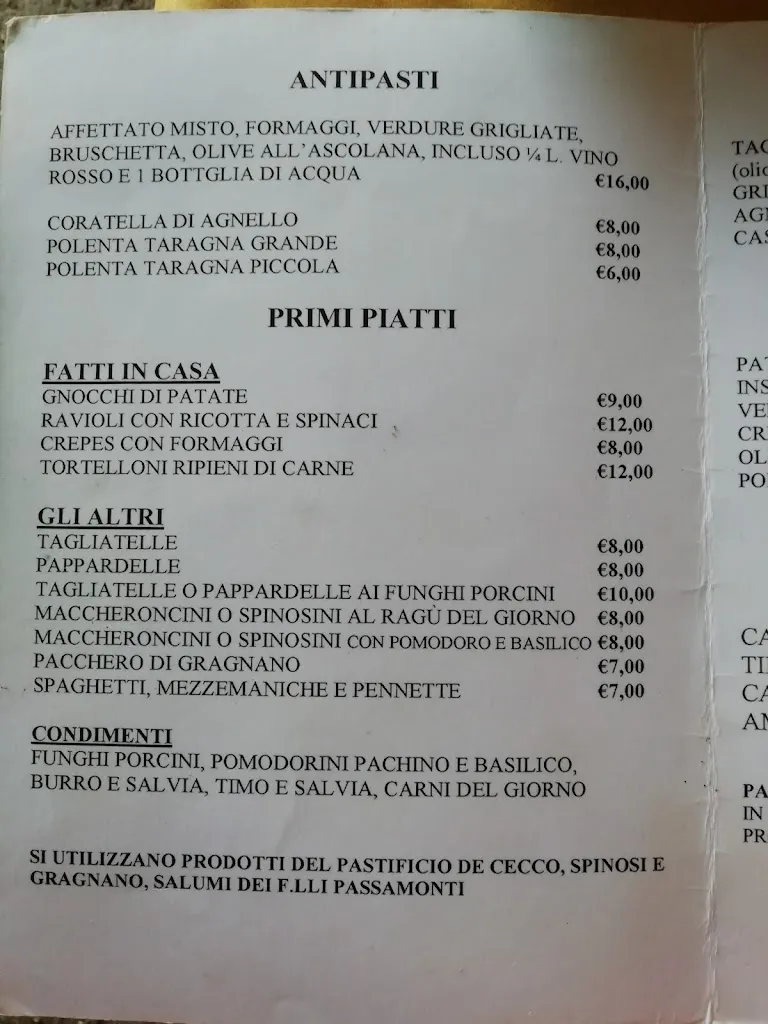 ANTIPASTI
AFFETTATO MISTO, FORMAGGI, VERDURE GRIGLIATE,
BRUSCHETTA, OLIVE ALL'ASCOLANA, INCLUSO ¼ L. VINO
ROSSO E 1 BOTTGLIA DI ACQUA €16,00
CORATELLA DI AGNELLO €8,00
POLENTA TARAGNA GRANDE €8,00
POLENTA TARAGNA PICCOLA €6,00
PRIMI PIATTI
FATTI IN CASA
GNOCCHI DI PATATE €9,00
RAVIOLI CON RICOTTA E SPINACI €12,00
CREPES CON FORMAGGI €8,00
TORTELLONI RIPIENI DI CARNE €12,00
GLI ALTRI
TAGLIATELLE €8,00
PAPPARDELLE €8,00
TAGLIATELLE O PAPPARDELLE AI FUNGHI PORCINI €10,00
MACCHERONCINI O SPINOSINI AL RAGÙ DEL GIORNO €8,00
MACCHERONCINI O SPINOSINI CON POMODORO E BASILICO €8,00
PACCHERO DI GRAGNANO €7,00
SPAGHETTI, MEZZEMANICHE E PENNETTE €7,00
CONDIMENTI
FUNGHI PORCINI, POMODORINI PACHINO E BASILICO,
BURRO E SALVIA, TIMO E SALVIA, CARNI DEL GIORNO
SI UTILIZZANO PRODOTTI DEL PASTIFICIO DE CECCO, SPINOSI E
GRAGNANO, SALUMI DEI F.LLI PASSAMONTI
IN